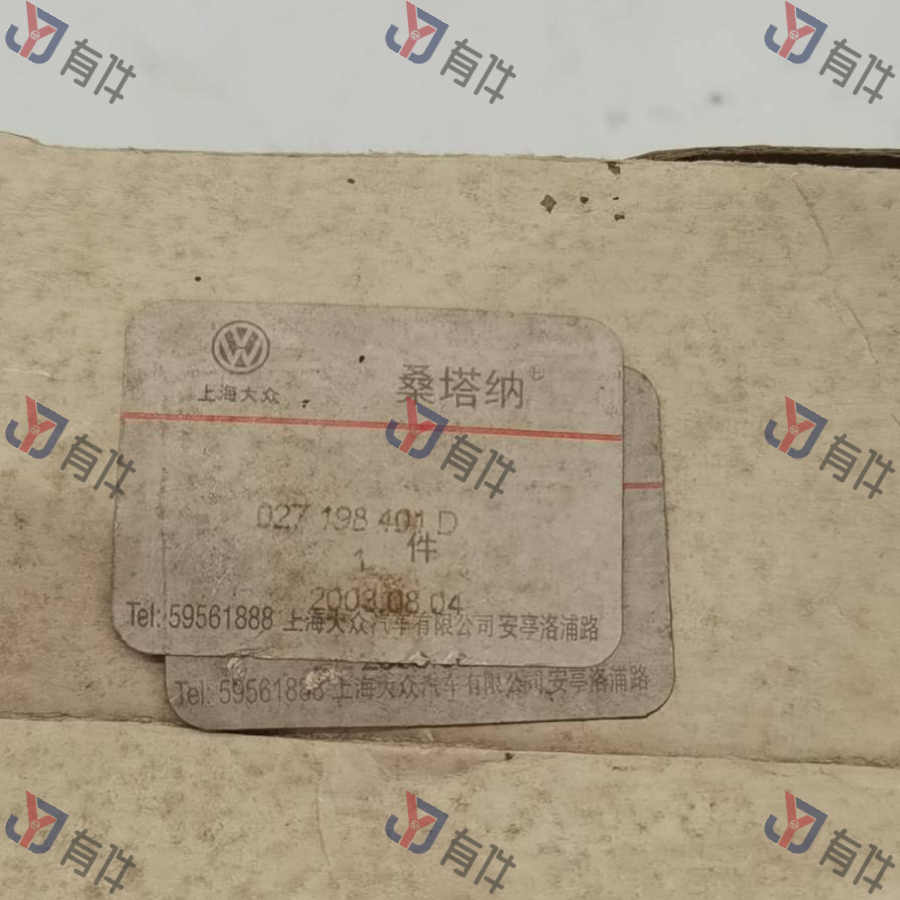 上海大众
桑塔纳®
027 198 401 D
1 件
2003.08.04
Tel: 59561888 上海大众汽车有限公司 安亭洛浦路
Tel: 59561888 上海大众汽车有限公司 安亭洛浦路
有件
有件
有件
有件
有件
有件
有件
有件
有件